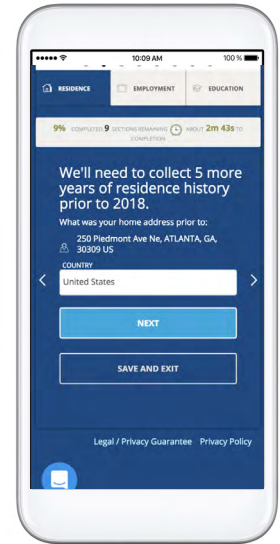 10:09 AM 100 %
RESIDENCE EMPLOYMENT EDUCATION
9% COMPLETED 9 SECTIONS REMAINING ABOUT 2m 43s TO
COMPLETION
We'll need to collect 5 more
years of residence history
prior to 2018.
What was your home address prior to:
250 Piedmont Ave Ne, ATLANTA, GA,
30309 US
COUNTRY
United States
NEXT
SAVE AND EXIT
Legal / Privacy Guarantee Privacy Policy